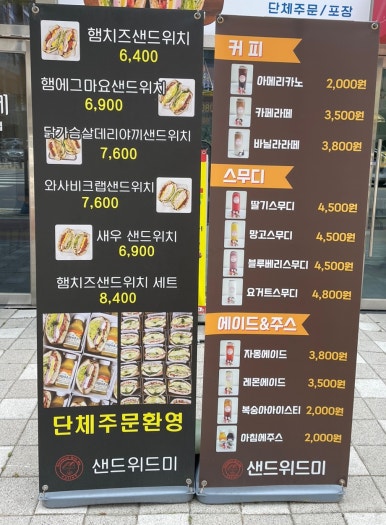 단체주문/포장
햄치즈샌드위치
6,400
햄에그마요샌드위치
6,900
닭가슴살데리야끼샌드위치
7,600
와사비크랩샌드위치
7,600
새우 샌드위치
6,900
햄치즈샌드위치 세트
8,400
단체주문환영
샌드위드미
커 피
아메리카노 2,000원
카페라떼 3,500원
바닐라라떼 3,800원
스무디
딸기스무디 4,500원
망고스무디 4,500원
블루베리스무디 4,500원
요거트스무디 4,800원
에이드&주스
자몽에이드 3,800원
레몬에이드 3,500원
복숭아아이스티 2,000원
아침에주스 2,000원
샌드위드미